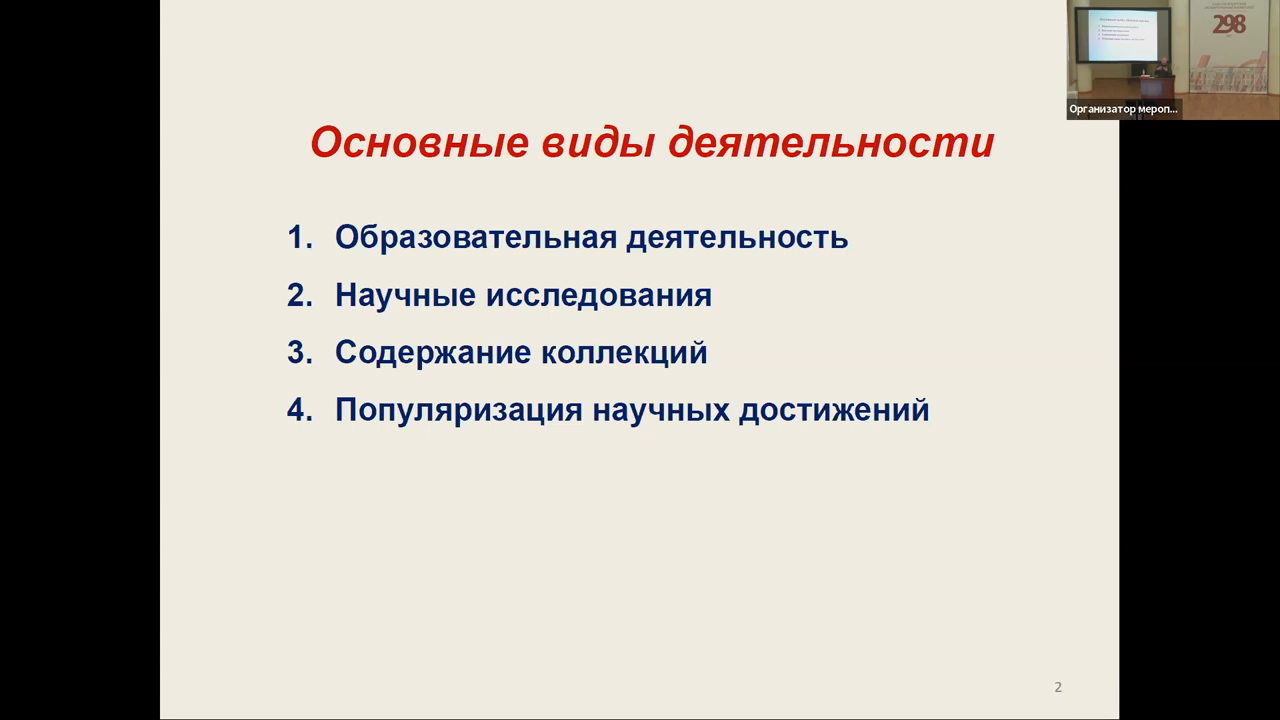 Основные виды деятельности
1. Образовательная деятельность
2. Научные исследования
3. Содержание коллекций
4. Популяризация научных достижений
2
298
Организатор мероп...